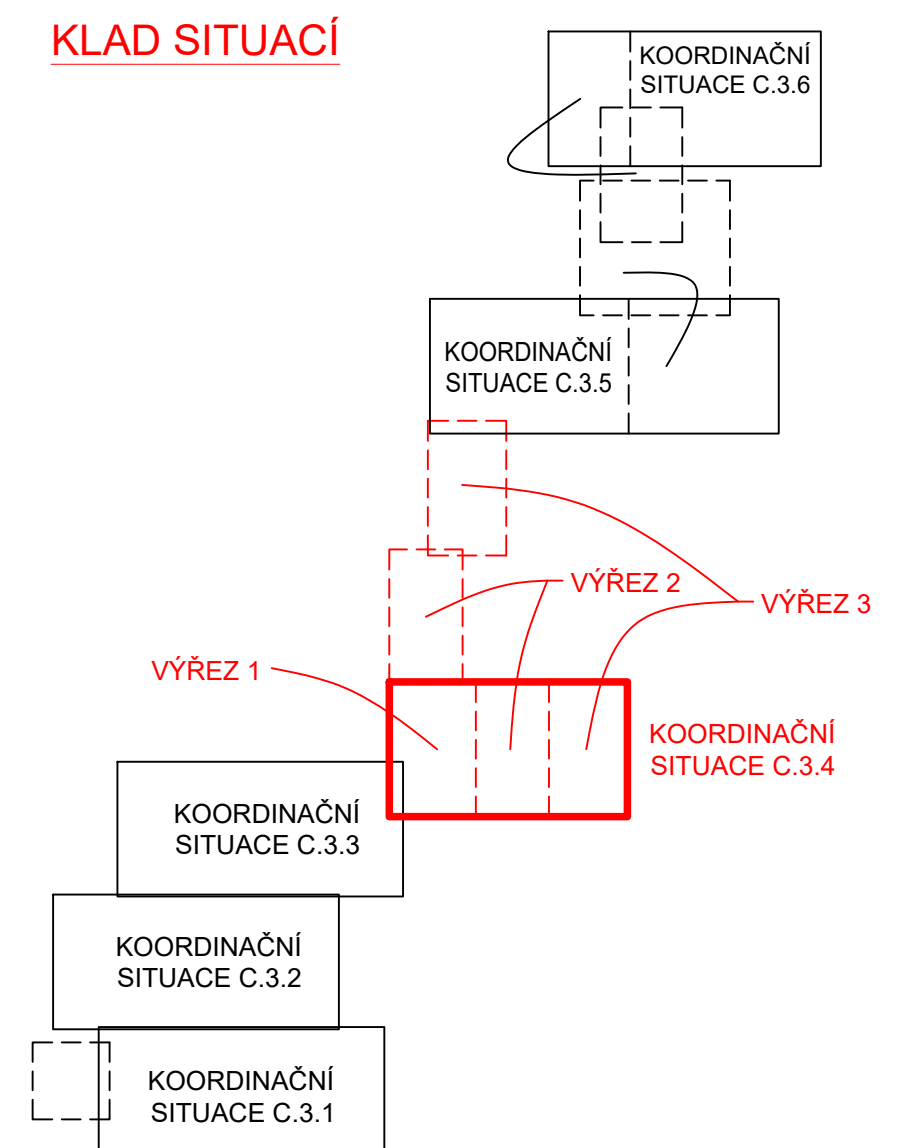 KLAD SITUACÍ
KOORDINAČNÍ
SITUACE C.3.6
KOORDINAČNÍ
SITUACE C.3.5
VÝŘEZ 2
VÝŘEZ 3
VÝŘEZ 1
KOORDINAČNÍ
SITUACE C.3.4
KOORDINAČNÍ
SITUACE C.3.3
KOORDINAČNÍ
SITUACE C.3.2
KOORDINAČNÍ
SITUACE C.3.1